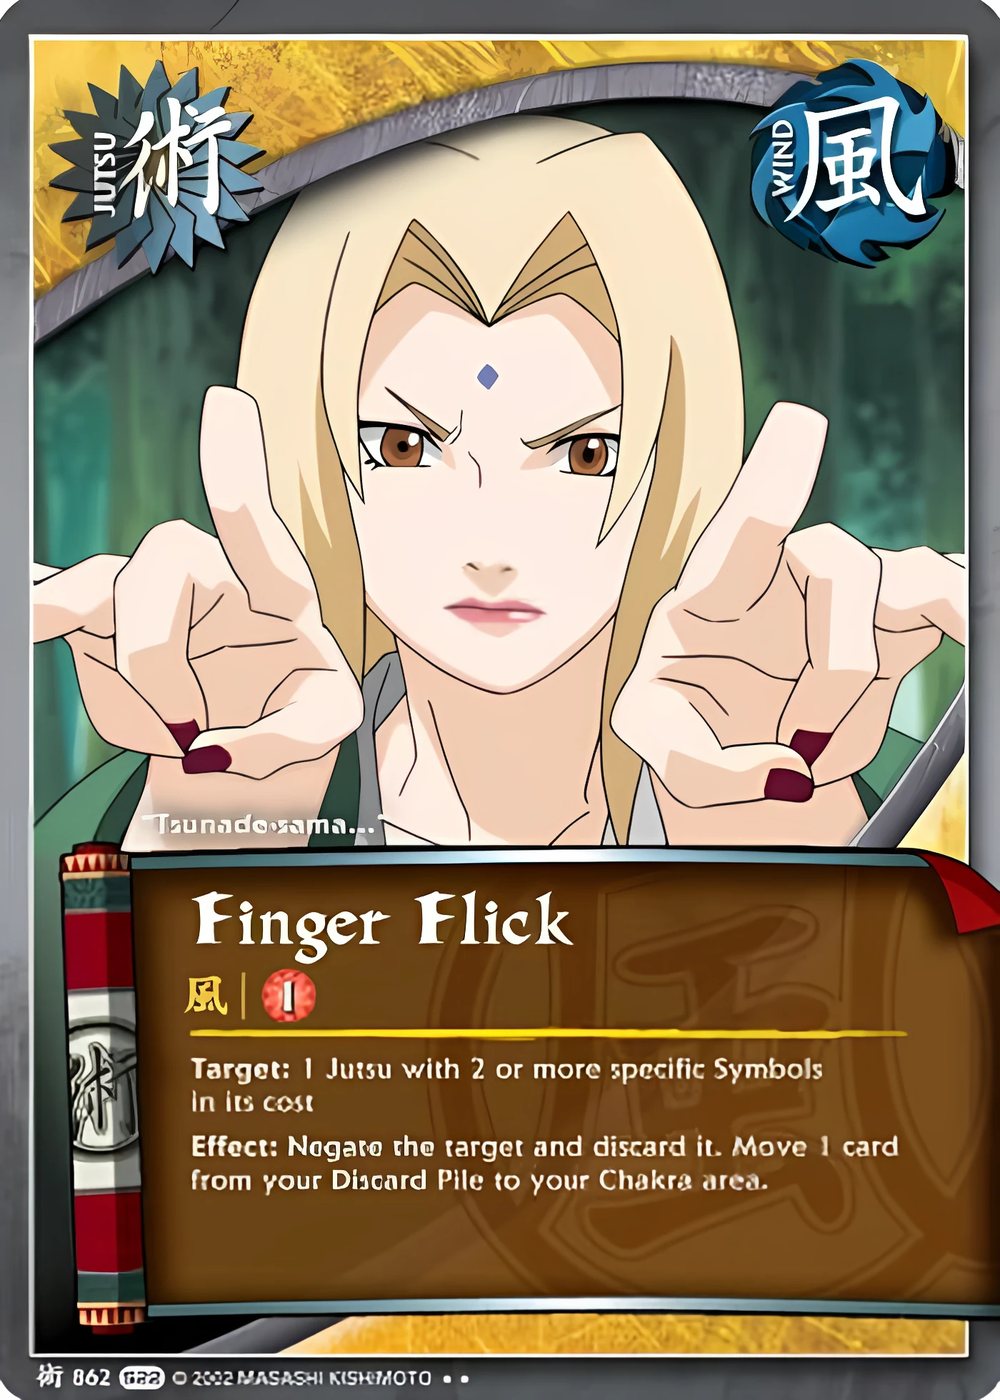 JUTSU 術
WIND 風
"Tsunade-sama..."
Finger Flick
風 | 1
Target: 1 Jutsu with 2 or more specific Symbols
in its cost
Effect: Negate the target and discard it. Move 1 card
from your Discard Pile to your Chakra area.
術
術 862 © 2002 MASASHI KISHIMOTO